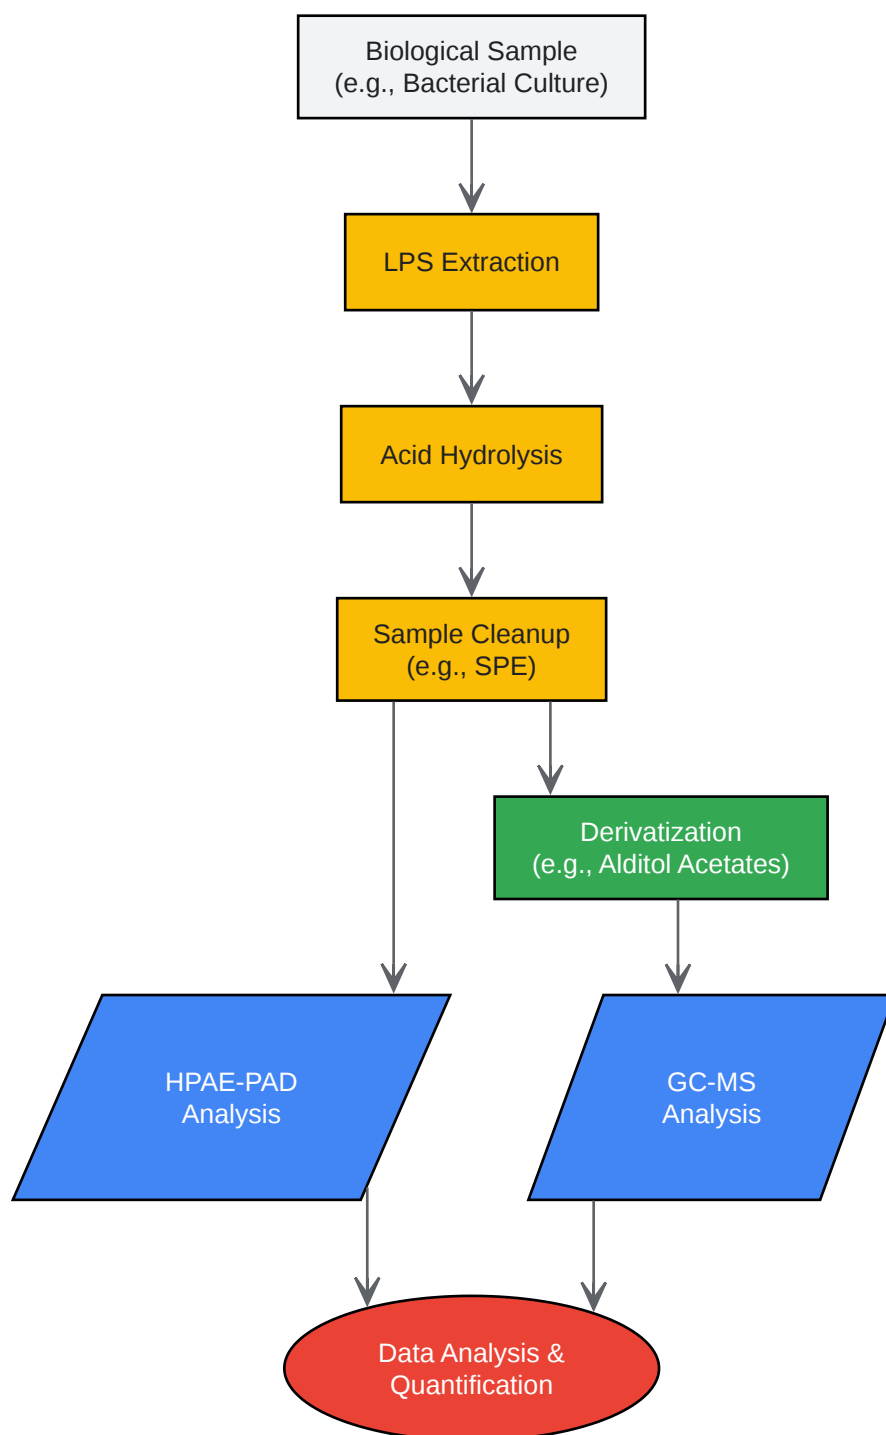 Biological Sample
(e.g., Bacterial Culture)
LPS Extraction
Acid Hydrolysis
Sample Cleanup
(e.g., SPE)
Derivatization
(e.g., Alditol Acetates)
HPAE-PAD
Analysis
GC-MS
Analysis
Data Analysis &
Quantification